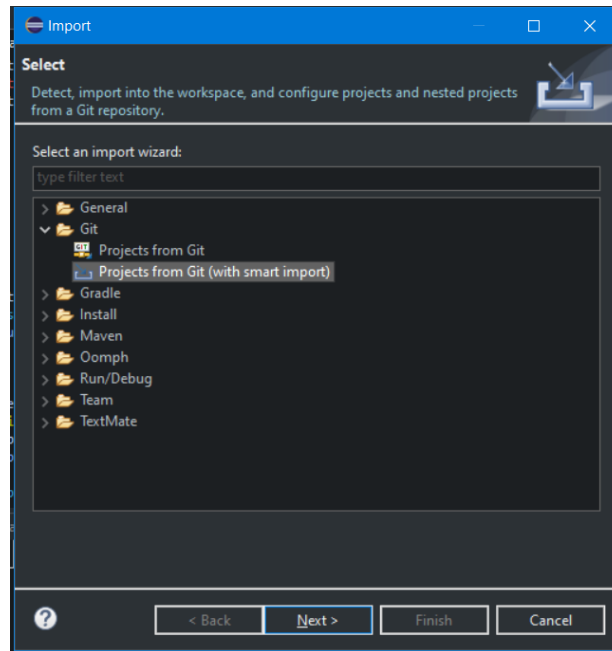 Import
Select
Detect, import into the workspace, and configure projects and nested projects
from a Git repository.
Select an import wizard:
type filter text
General
Git
GIT Projects from Git
Projects from Git (with smart import)
Gradle
Install
Maven
Oomph
Run/Debug
Team
TextMate
? < Back Next > Finish Cancel